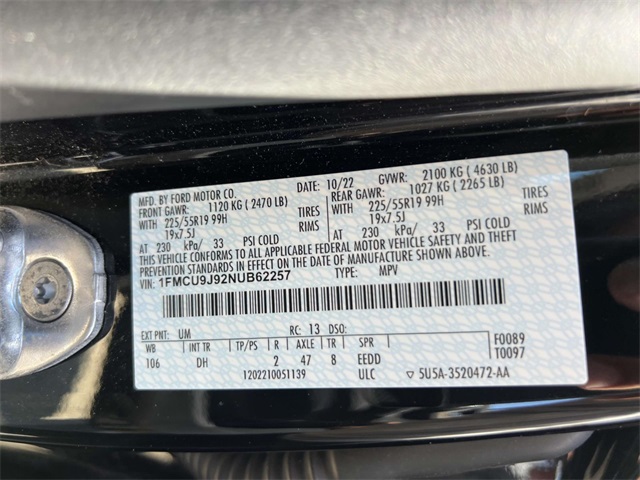 MFD. BY FORD MOTOR CO. DATE: 10/22 GVWR: 2100 KG ( 4630 LB)
FRONT GAWR: 1120 KG ( 2470 LB) REAR GAWR: 1027 KG ( 2265 LB)
WITH 225/55R19 99H TIRES WITH 225/55R19 99H TIRES
19x7.5J RIMS 19x7.5J RIMS
AT 230 kPa/ 33 PSI COLD AT 230 kPa/ 33 PSI COLD
THIS VEHICLE CONFORMS TO ALL APPLICABLE FEDERAL MOTOR VEHICLE SAFETY AND THEFT
PREVENTION STANDARDS IN EFFECT ON THE DATE OF MANUFACTURE SHOWN ABOVE.
VIN: 1FMCU9J92NUB62257 TYPE: MPV
EXT PNT: UM RC: 13 DSO: F0089
WB INT TR TP/PS R AXLE TR SPR T0097
106 DH 2 47 8 EEDD
1202210051139 ULC ▽ 5U5A-3520472-AA